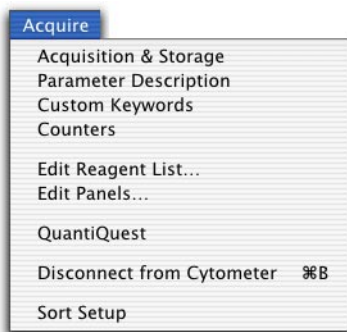 Acquire
Acquisition & Storage
Parameter Description
Custom Keywords
Counters
Edit Reagent List...
Edit Panels...
QuantiQuest
Disconnect from Cytometer ⌘B
Sort Setup